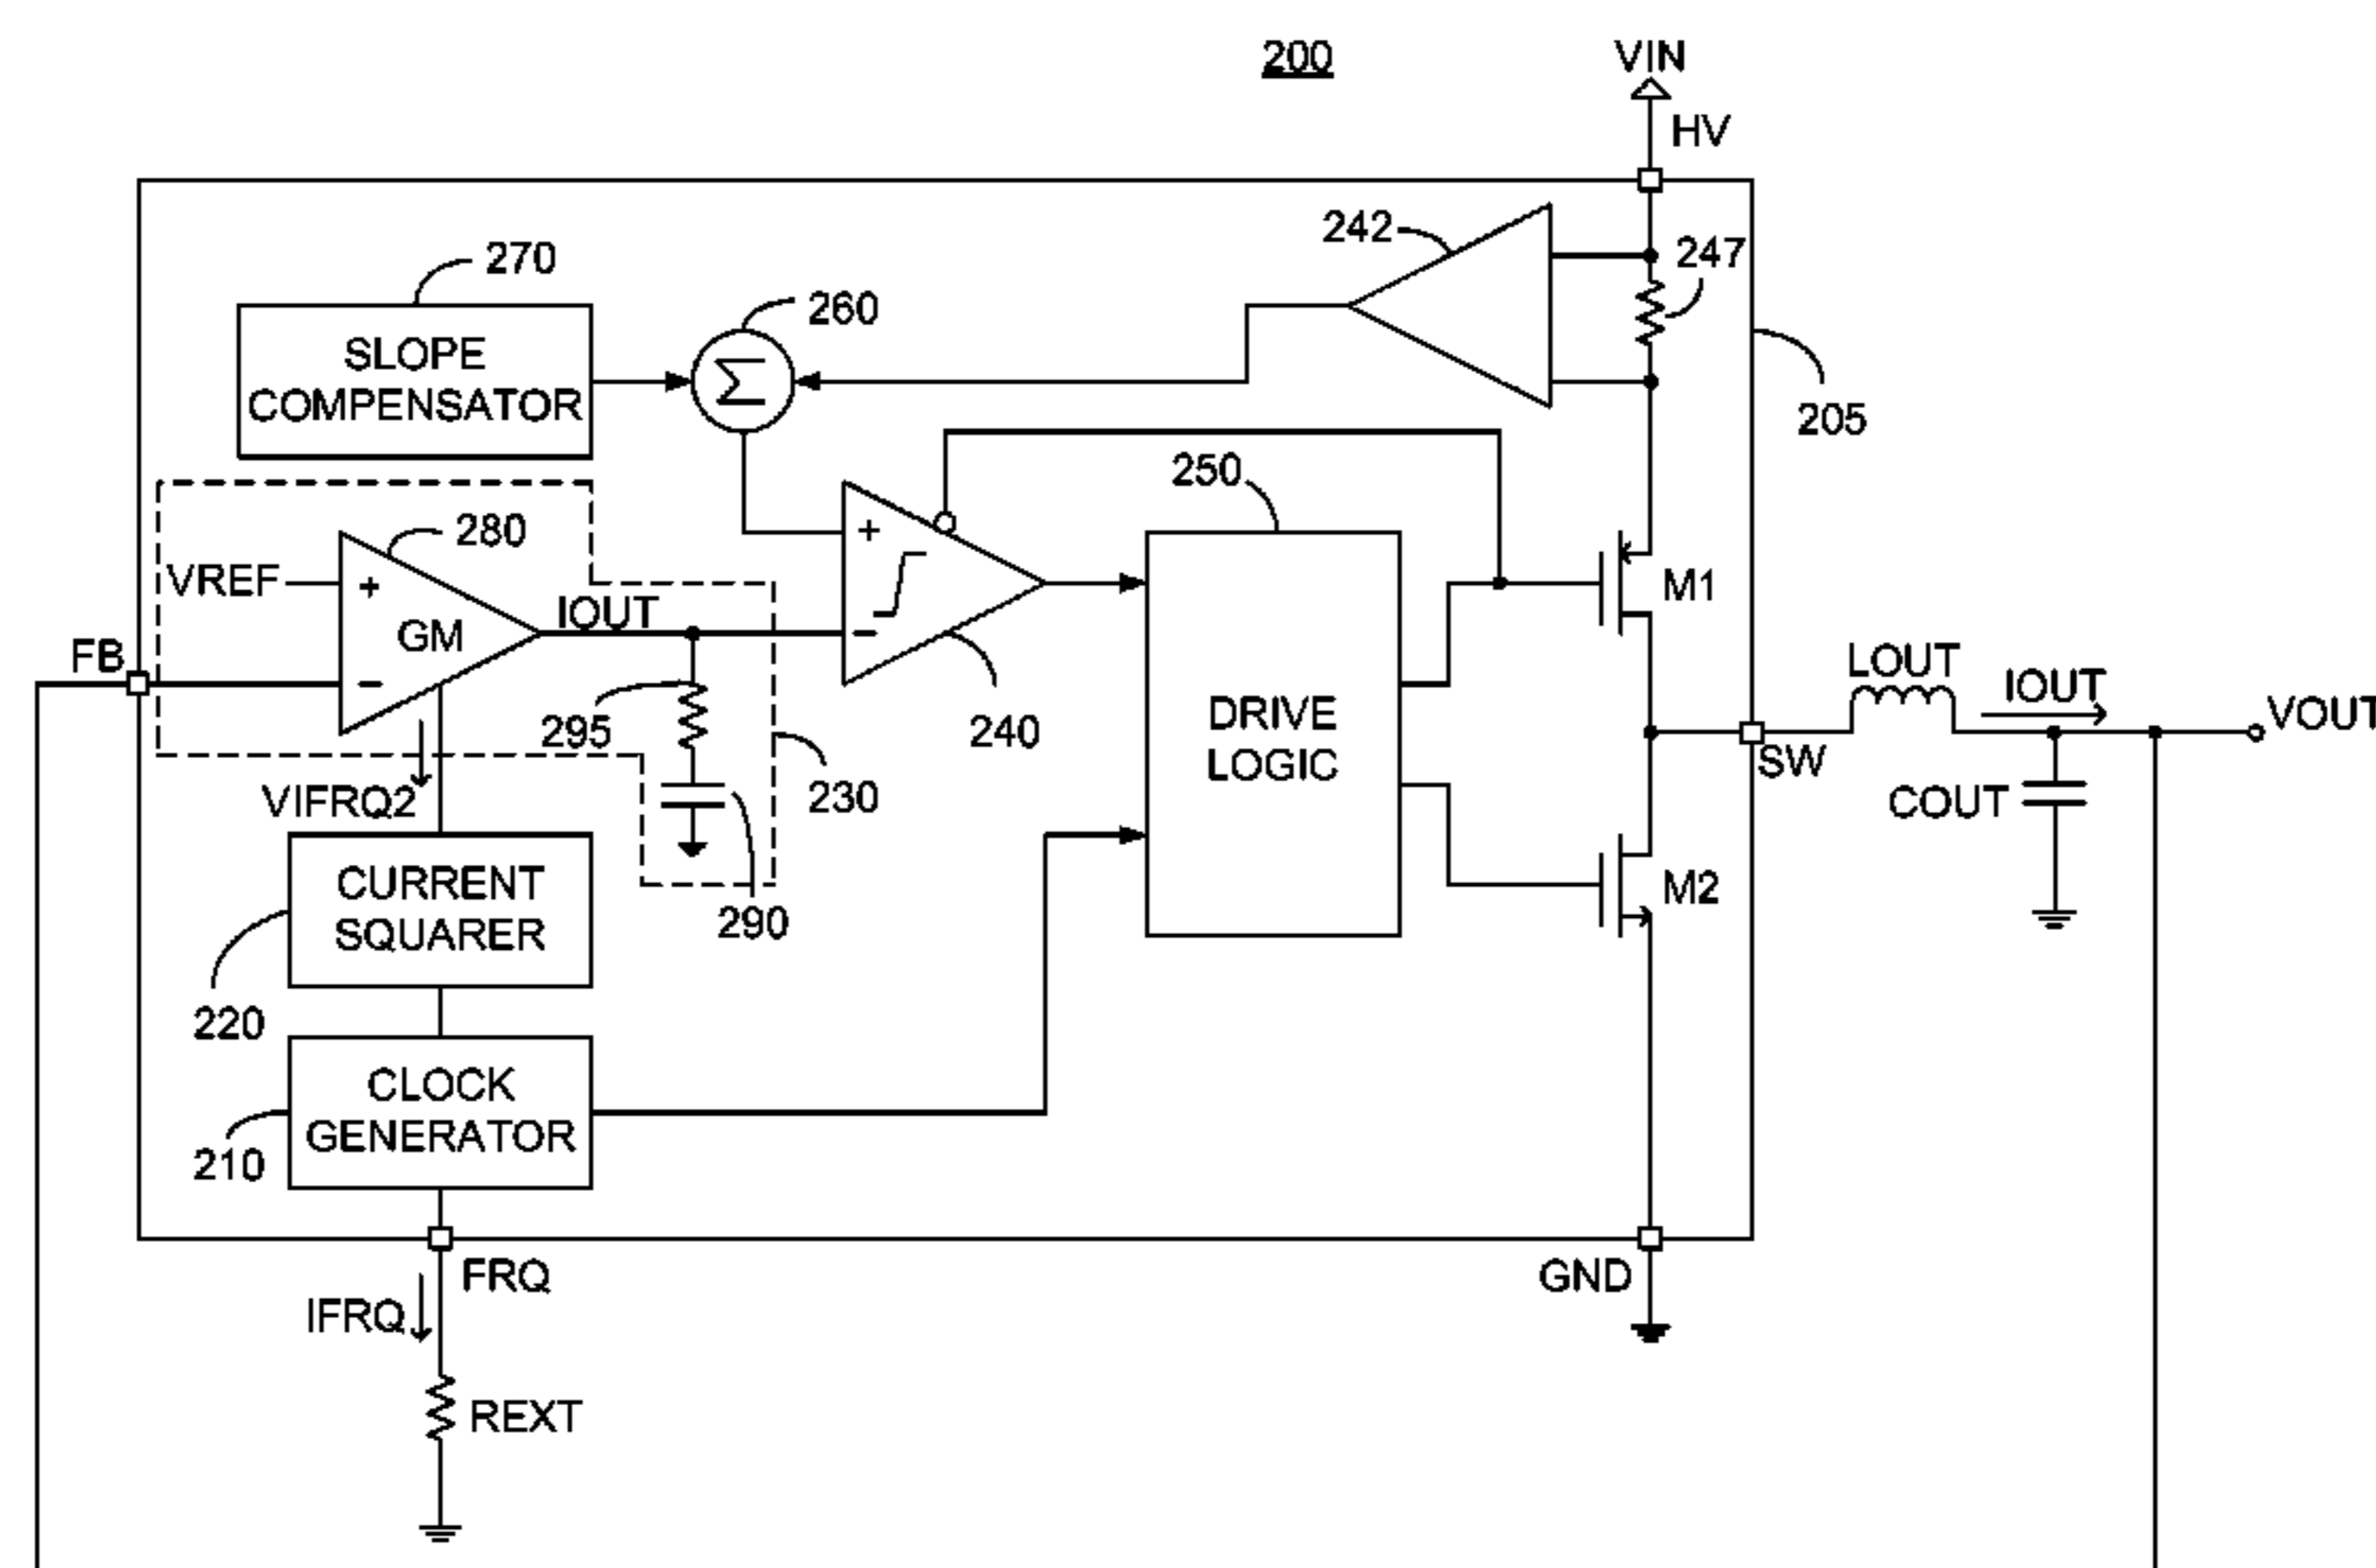 200
VIN
HV
242
247
270
260
SLOPE
COMPENSATOR
Σ
205
250
280
VREF
+
GM
-
IOUT
+
-
M1
FB
295
240
DRIVE
LOGIC
LOUT
IOUT
VOUT
SW
COUT
VIFRQ2
230
CURRENT
SQUARER
290
M2
220
CLOCK
GENERATOR
210
FRQ
GND
IFRQ
REXT